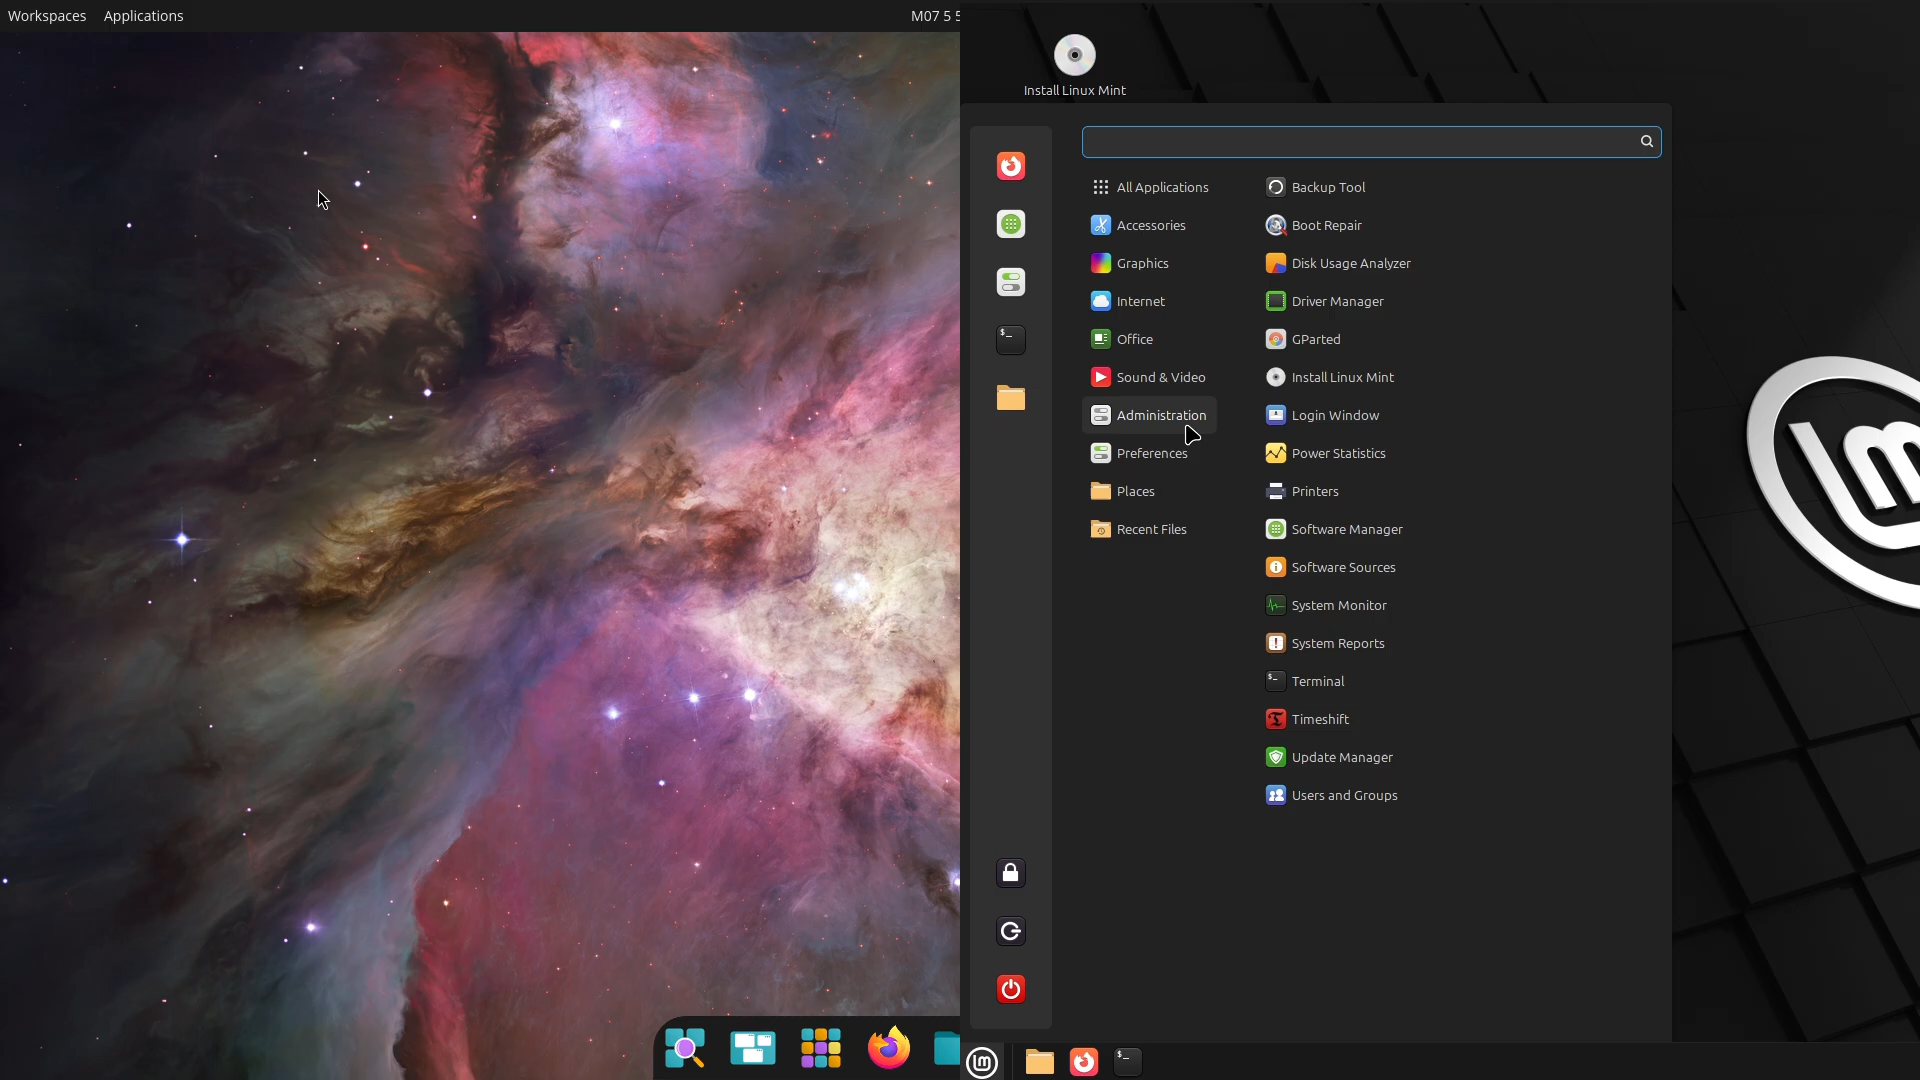 Workspaces Applications M07 5 5
Install Linux Mint
All Applications
Accessories
Graphics
Internet
Office
Sound & Video
Administration
Preferences
Places
Recent Files
Backup Tool
Boot Repair
Disk Usage Analyzer
Driver Manager
GParted
Install Linux Mint
Login Window
Power Statistics
Printers
Software Manager
Software Sources
System Monitor
System Reports
Terminal
Timeshift
Update Manager
Users and Groups